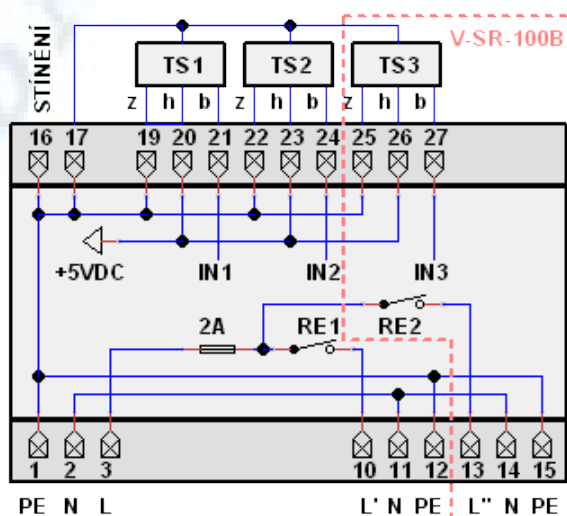 V-SR-100B
STÍNĚNÍ
TS1 TS2 TS3
z h b z h b z h b
16 17 19 20 21 22 23 24 25 26 27
+5VDC IN1 IN2 IN3
2A RE1 RE2
1 2 3 10 11 12 13 14 15
PE N L L' N PE L" N PE